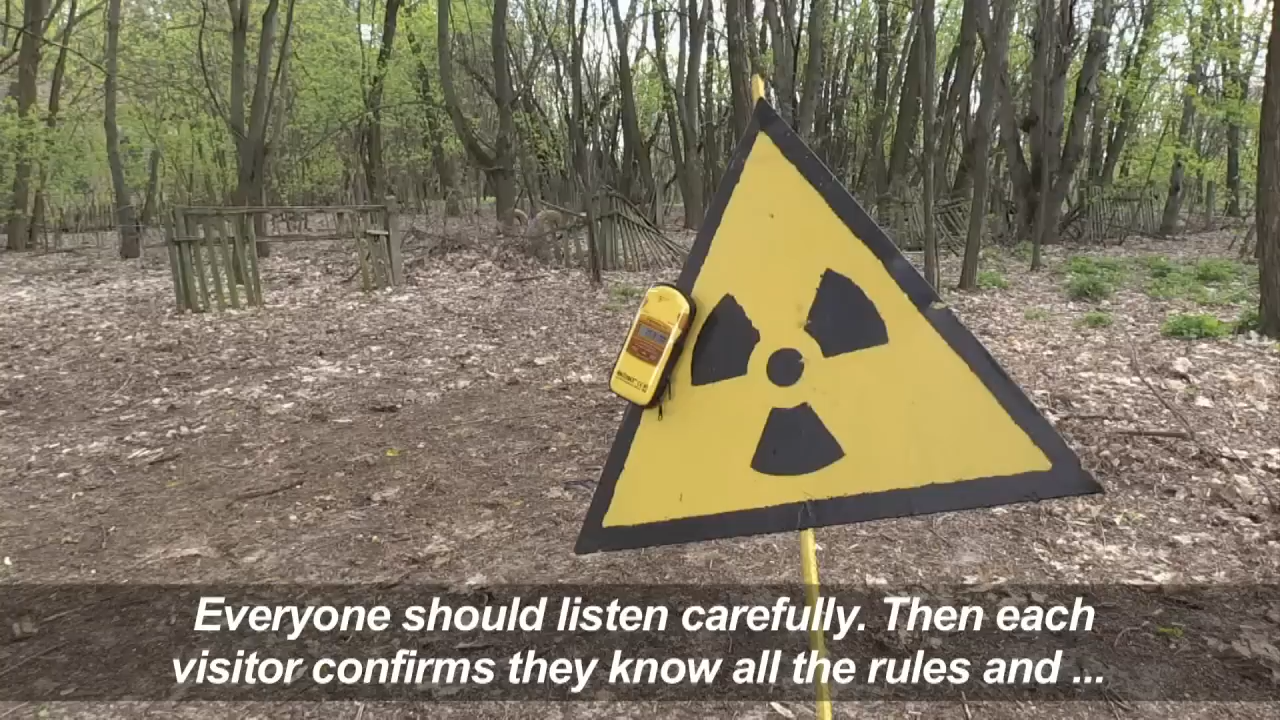 Everyone should listen carefully. Then each
visitor confirms they know all the rules and ...